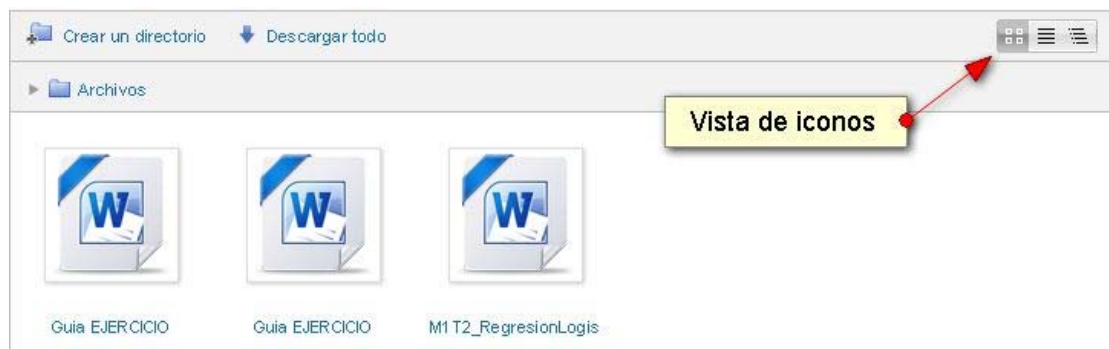 Crear un directorio Descargar todo
Archivos
Vista de iconos
W W W
Guia EJERCICIO Guia EJERCICIO M1T2_RegresionLogis